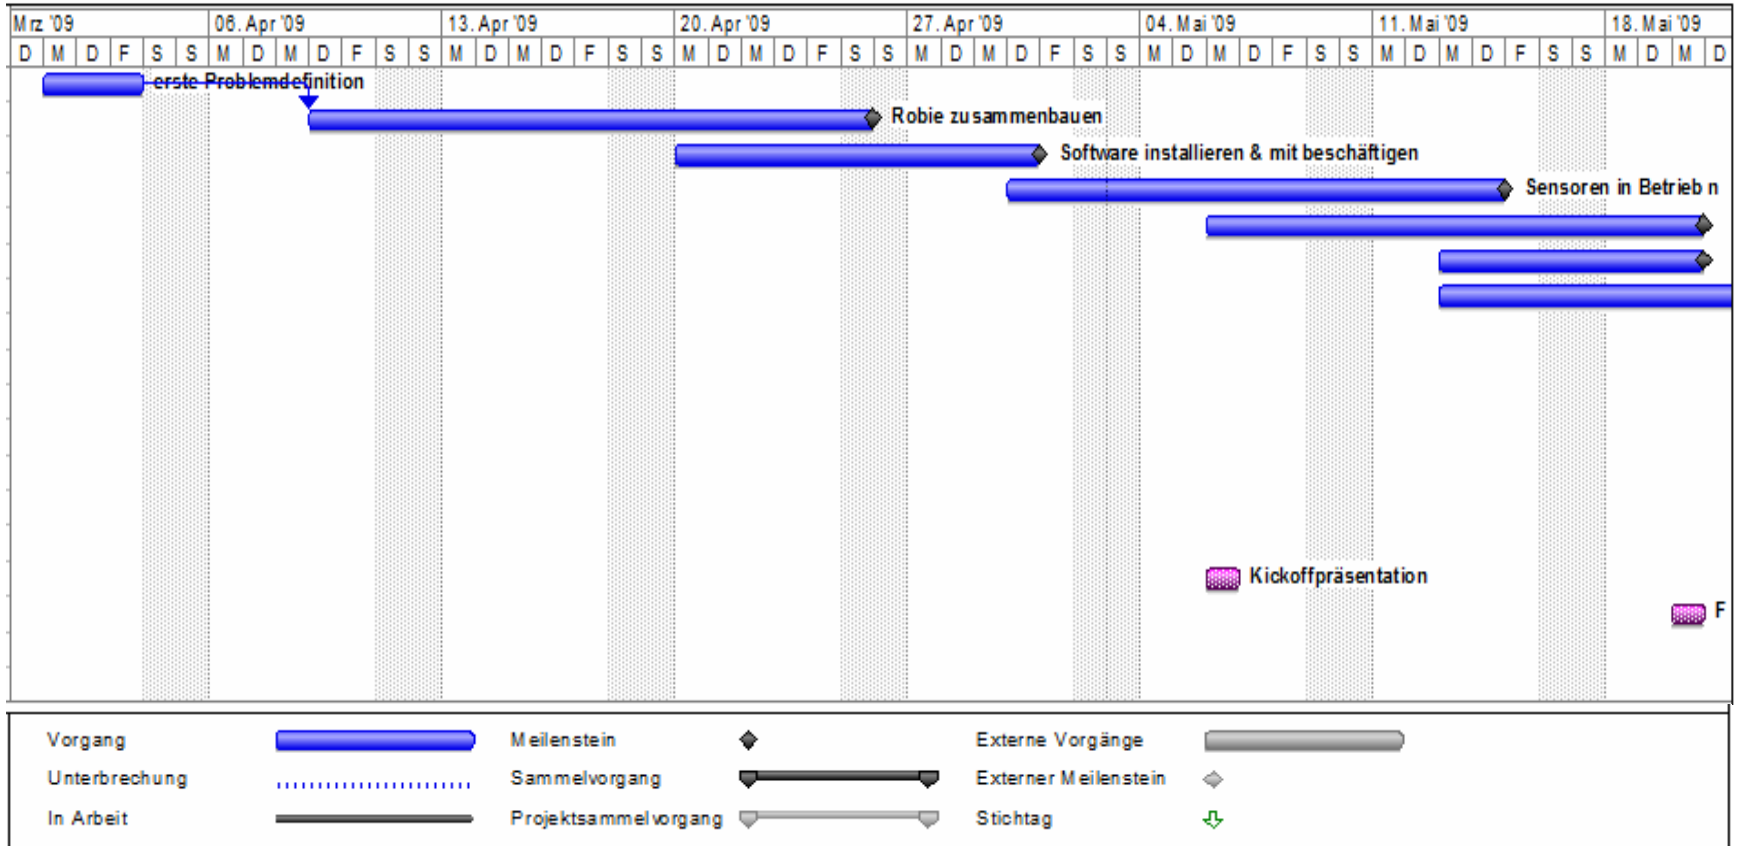 Mrz '09 06. Apr '09 13. Apr '09 20. Apr '09 27. Apr '09 04. Mai '09 11. Mai '09 18. Mai '09
D M D F S S M D M D F S S M D M D F S S M D M D F S S M D M D F S S M D M D F S S M D M D F S S M D M D
erste Problemdefinition
Robie zusammenbauen
Software installieren & mit beschäftigen
Sensoren in Betrieb n
Kickoffpräsentation
F
Vorgang Meilenstein Externe Vorgänge
Unterbrechung Sammelvorgang Externer Meilenstein
In Arbeit Projektsammelvorgang Stichtag